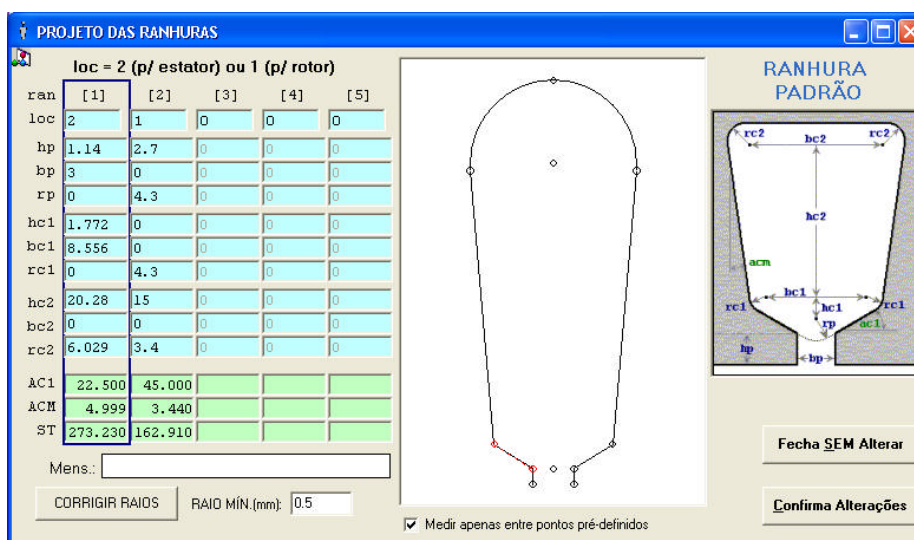 PROJETO DAS RANHURAS
loc = 2 (p/ estator) ou 1 (p/ rotor)
ran [1] [2] [3] [4] [5]
loc 2 1 0 0 0
hp 1.14 2.7 0 0 0
bp 3 0 0 0 0
rp 0 4.3 0 0 0
hc1 1.772 0 0 0 0
bc1 8.556 0 0 0 0
rc1 0 4.3 0 0 0
hc2 20.28 15 0 0 0
bc2 0 0 0 0 0
rc2 6.029 3.4 0 0 0
AC1 22.500 45.000
ACM 4.999 3.440
ST 273.230 162.910
Mens.:
CORRIGIR RAIOS RAIO MÍN.(mm): 0.5
Medir apenas entre pontos pré-definidos
RANHURA
PADRÃO
rc2 bc2 rc2
hc2
acm
bc1
rc1 hc1 rc1
rp ac1
hp
bp
Fecha SEM Alterar
Confirma Alterações